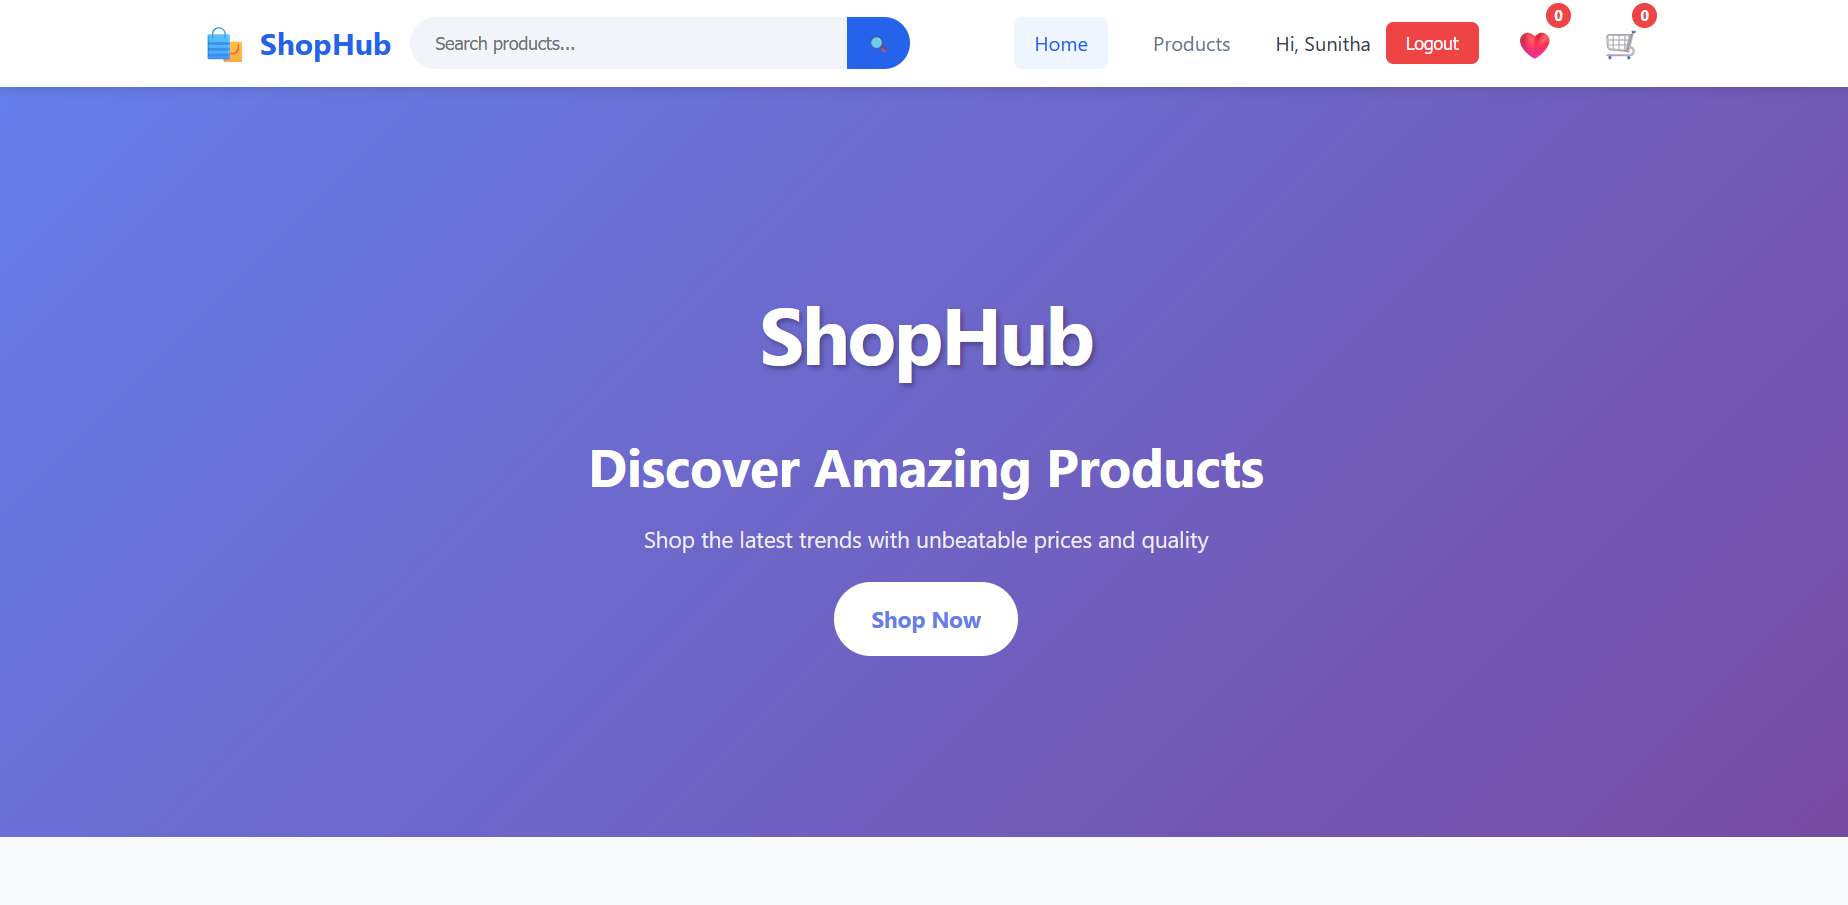 ShopHub
Search products...
Home
Products
Hi, Sunitha
Logout
0
0
ShopHub
Discover Amazing Products
Shop the latest trends with unbeatable prices and quality
Shop Now